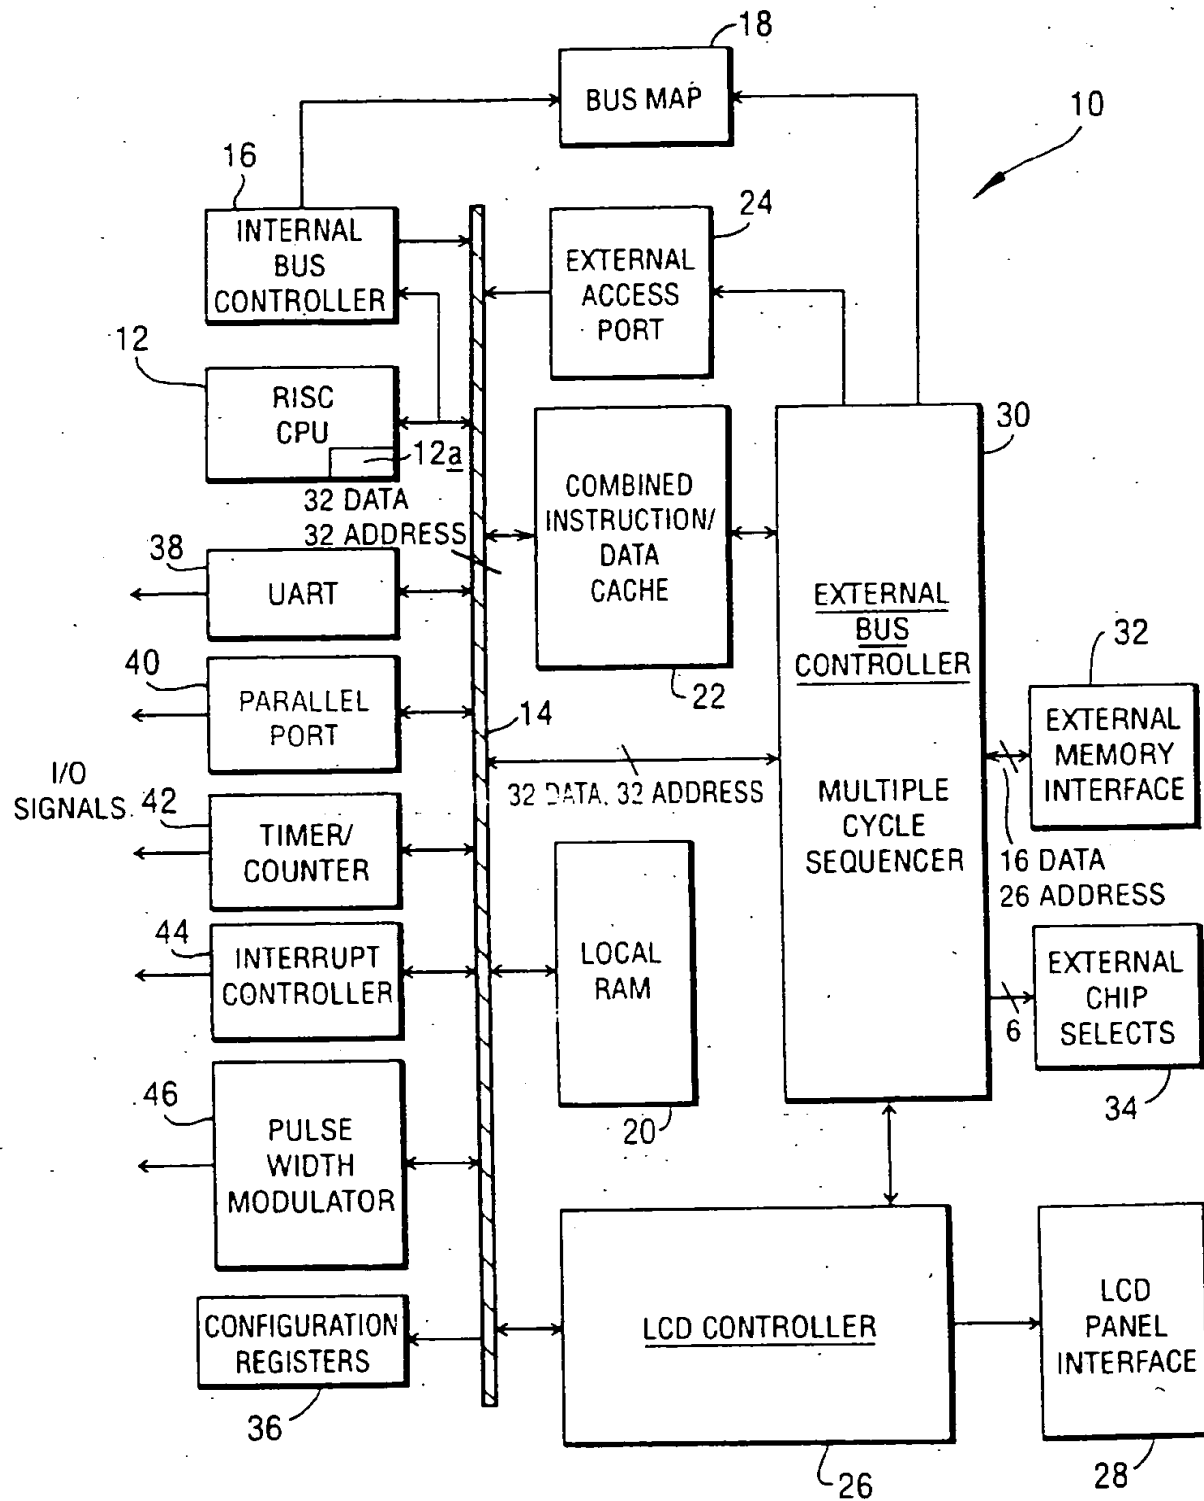 18
BUS MAP
10
16
INTERNAL
BUS
CONTROLLER
24
EXTERNAL
ACCESS
PORT
12
RISC
CPU
12a
32 DATA
32 ADDRESS
COMBINED
INSTRUCTION/
DATA
CACHE
22
30
EXTERNAL
BUS
CONTROLLER
MULTIPLE
CYCLE
SEQUENCER
38
UART
40
PARALLEL
PORT
14
32 DATA, 32 ADDRESS
32
EXTERNAL
MEMORY
INTERFACE
16 DATA
26 ADDRESS
I/O
SIGNALS
42
TIMER/
COUNTER
44
INTERRUPT
CONTROLLER
LOCAL
RAM
20
EXTERNAL
CHIP
SELECTS
6
34
46
PULSE
WIDTH
MODULATOR
CONFIGURATION
REGISTERS
36
LCD CONTROLLER
26
LCD
PANEL
INTERFACE
28